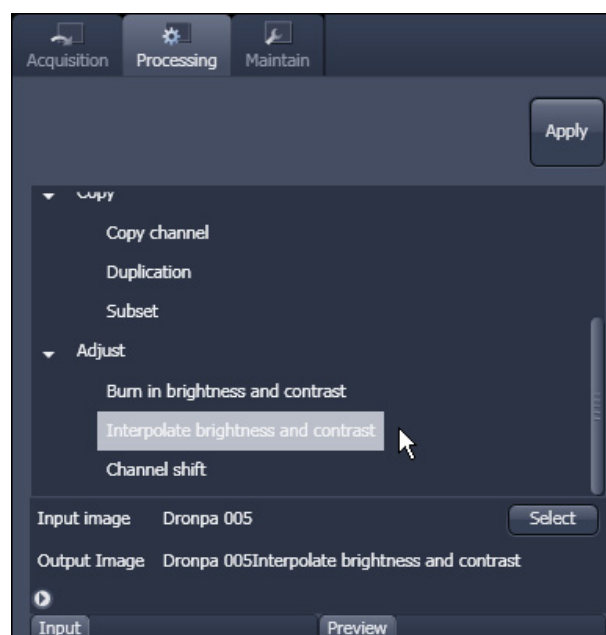 Acquisition Processing Maintain
Apply
Copy
Copy channel
Duplication
Subset
Adjust
Burn in brightness and contrast
Interpolate brightness and contrast
Channel shift
Input image Dronpa 005 Select
Output Image Dronpa 005Interpolate brightness and contrast
Input Preview